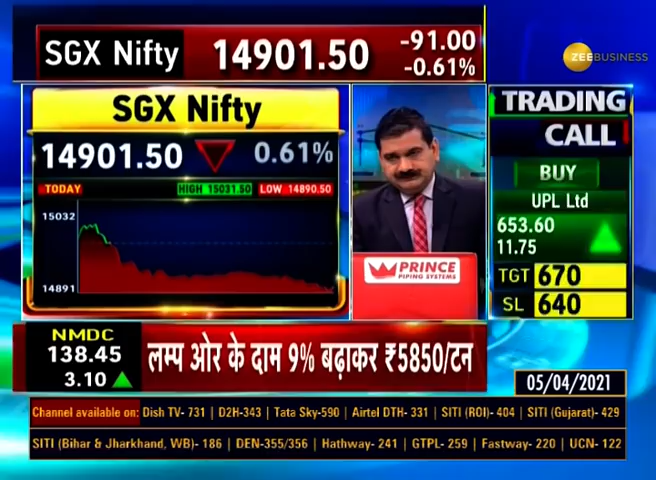 SGX Nifty 14901.50 -91.00
-0.61%
ZEEBUSINESS
SGX Nifty
14901.50 0.61%
TODAY HIGH 15031.50 LOW 14890.50
15032
14891
PRINCE
PIPING SYSTEMS
TRADING
CALL
BUY
UPL Ltd
653.60
11.75
TGT 670
SL 640
NMDC
138.45
3.10
लम्प ओर के दाम 9% बढ़ाकर ₹5850/टन
05/04/2021
Channel available on: Dish TV- 731 | D2H-343 | Tata Sky-590 | Airtel DTH- 331 | SITI (ROI)- 404 | SITI (Gujarat)- 429
SITI (Bihar & Jharkhand, WB)- 186 | DEN-355/356 | Hathway- 241 | GTPL- 259 | Fastway- 220 | UCN- 122